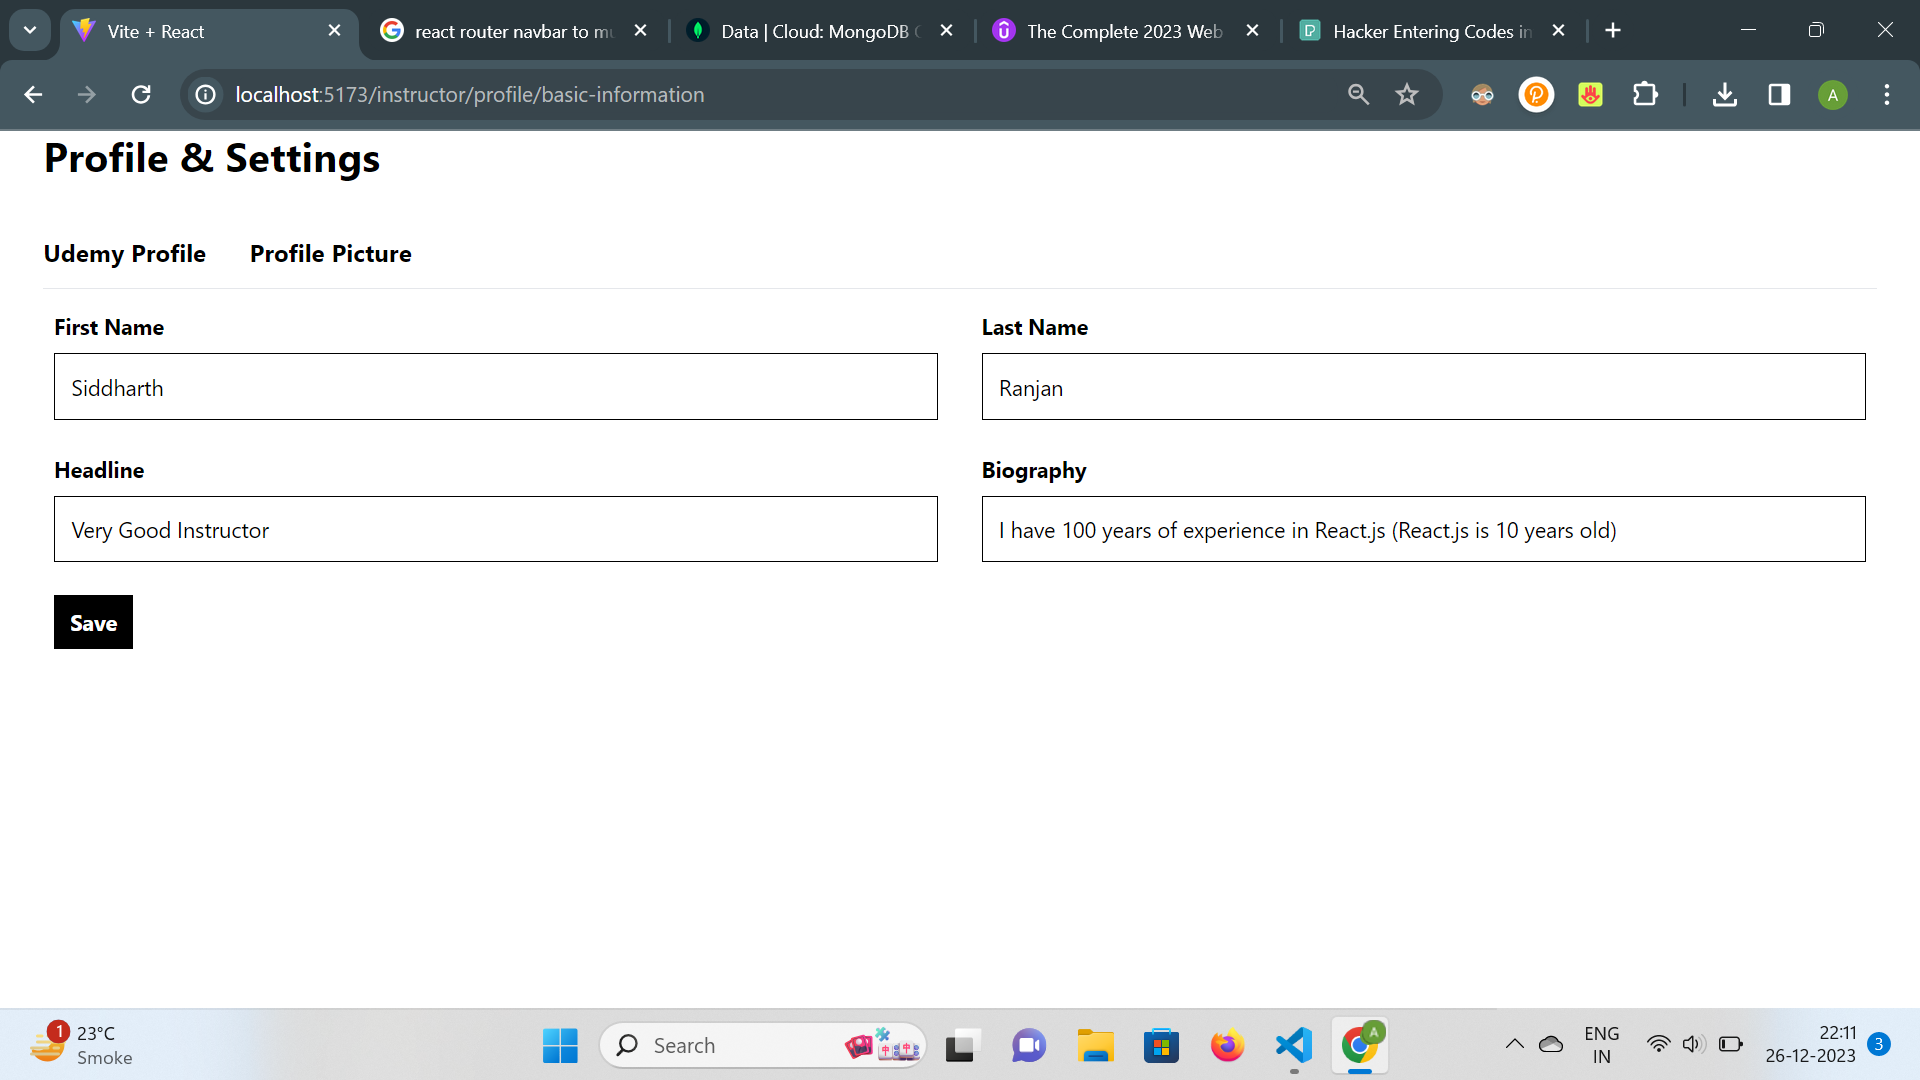 Vite + React
react router navbar to mu
Data | Cloud: MongoDB
The Complete 2023 Web
Hacker Entering Codes in
localhost:5173/instructor/profile/basic-information
A
Profile & Settings
Udemy Profile Profile Picture
First Name Last Name
Siddharth Ranjan
Headline Biography
Very Good Instructor I have 100 years of experience in React.js (React.js is 10 years old)
Save
1
23°C
Smoke
Search
A
ENG
IN
22:11
26-12-2023
3